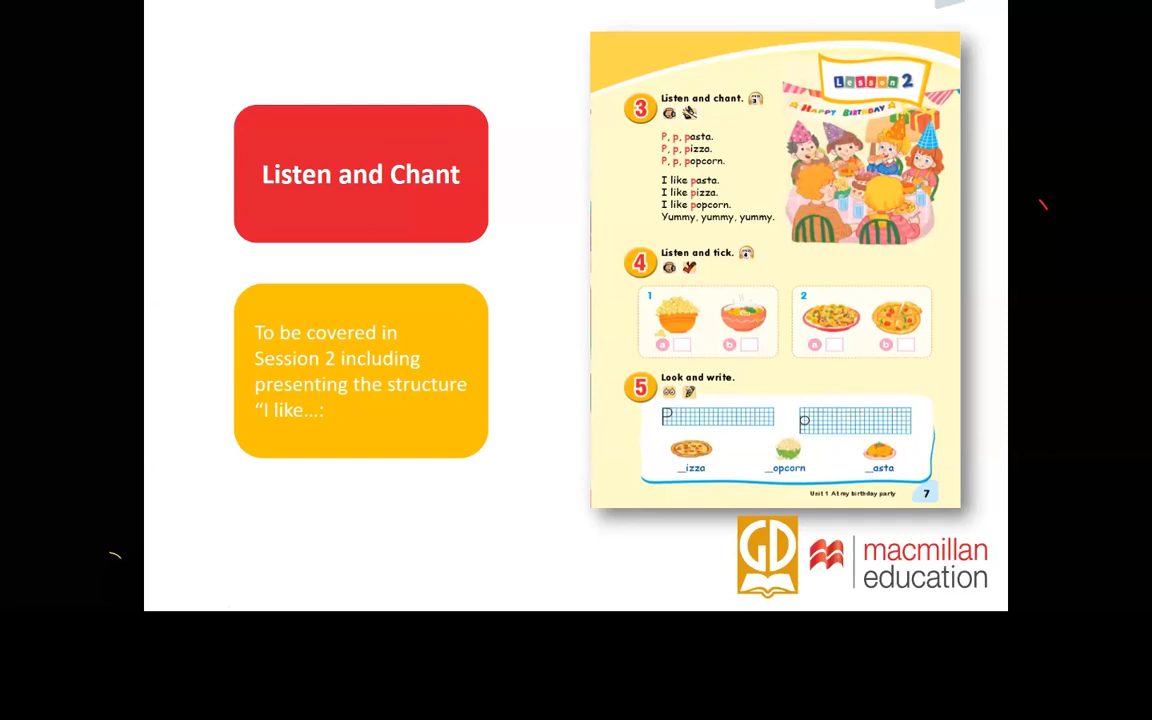 Listen and Chant
To be covered in
Session 2 including
presenting the structure
“I like...:
Lesson 2
HAPPY BIRTHDAY
3
Listen and chant.
P, p, pasta.
P, p, pizza.
P, p, popcorn.
I like pasta.
I like pizza.
I like popcorn.
Yummy, yummy, yummy.
4
Listen and tick.
1
a
b
2
a
b
5
Look and write.
P
p
_izza
_opcorn
_asta
Unit 1 At my birthday party
7
GD
macmillan
education